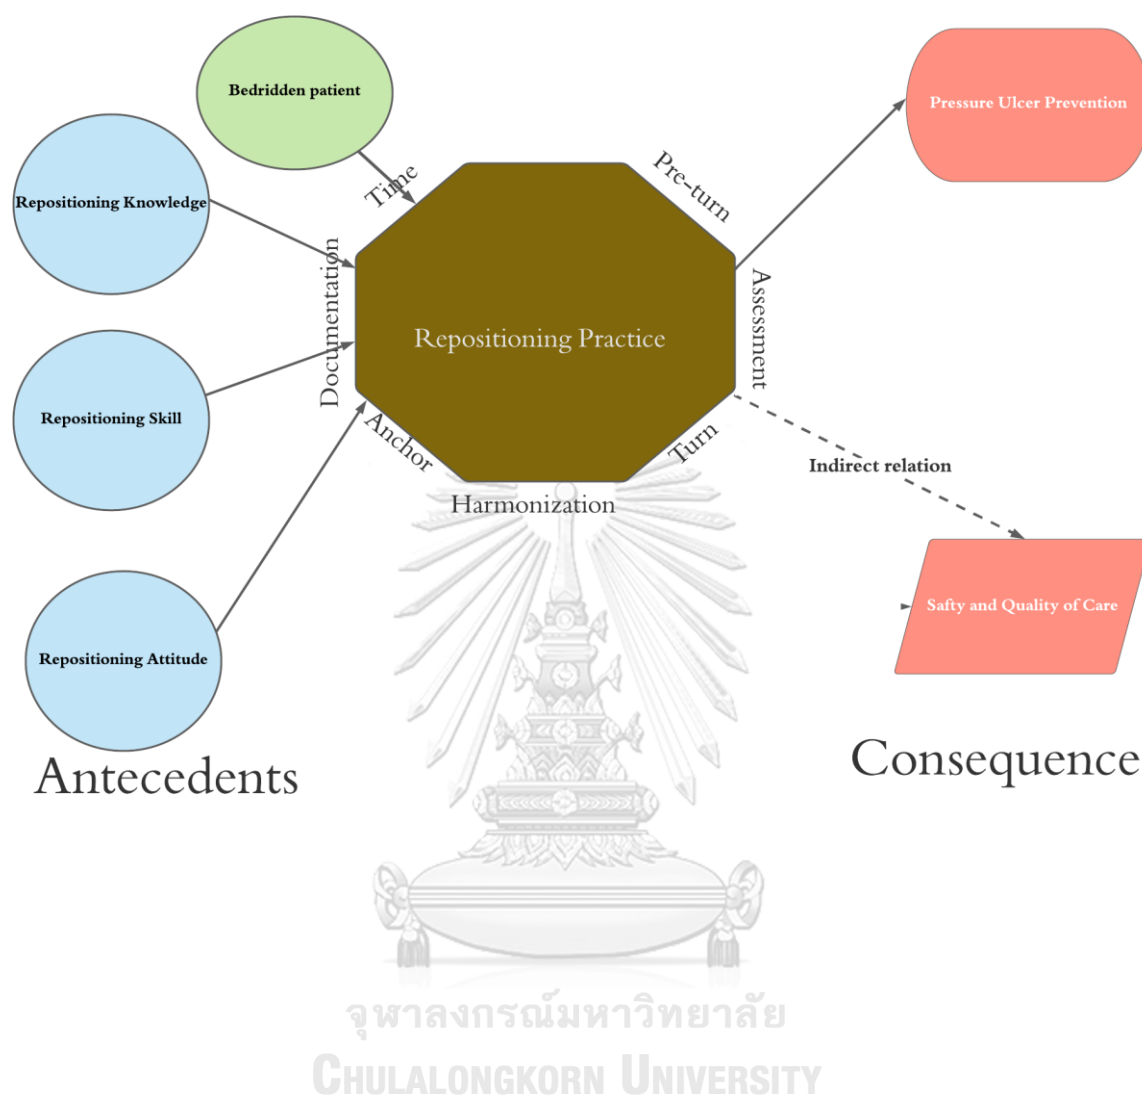 Bedridden patient
Pressure Ulcer Prevention
Repositioning Knowledge
Time
Pre-turn
Documentation
Assessment
Repositioning Practice
Repositioning Skill
Anchor
Turn
Harmonization
Indirect relation
Safty and Quality of Care
Repositioning Attitude
Antecedents
Consequence
จุฬาลงกรณ์มหาวิทยาลัย
CHULALONGKORN UNIVERSITY